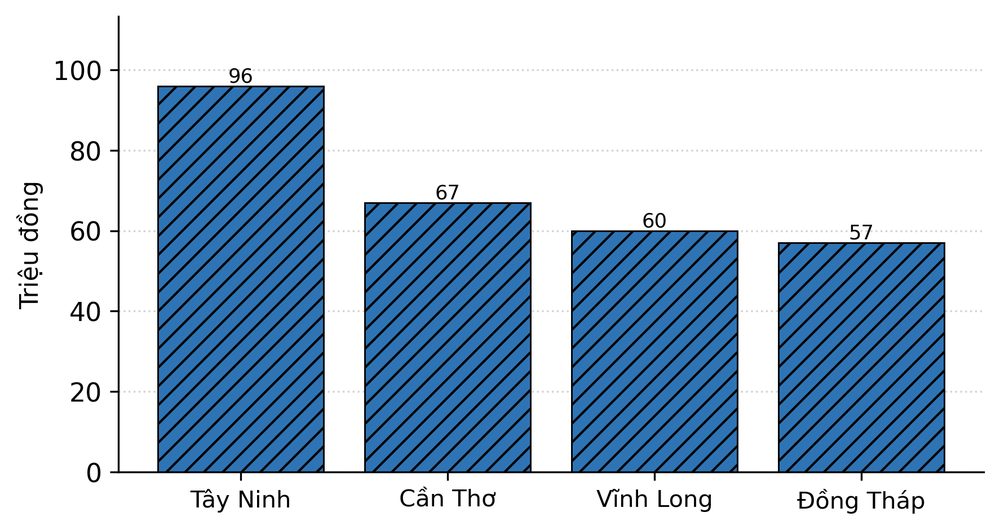 Triệu đồng
100
80
60
40
20
0
96
67
60
57
Tây Ninh
Cần Thơ
Vĩnh Long
Đồng Tháp